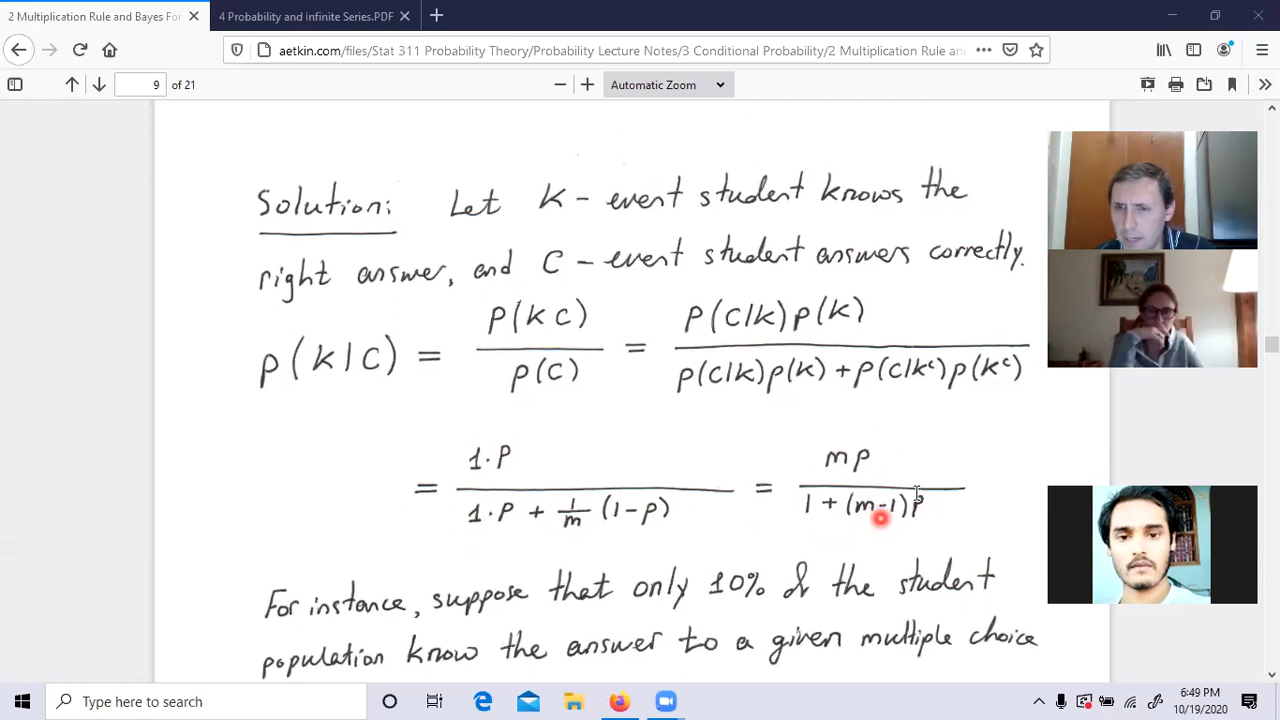 2 Multiplication Rule and Bayes For
4 Probability and Infinite Series.PDF
aetkin.com/files/Stat 311 Probability Theory/Probability Lecture Notes/3 Conditional Probability/2 Multiplication Rule and
9 of 21
Automatic Zoom
Solution: Let K - event student knows the
right answer, and C - event student answers correctly.
P(K|C) = P(KC) / P(C) = P(C|K)P(K) / P(C|K)P(K) + P(C|Kᶜ)P(Kᶜ)
= 1·P / 1·P + 1/m (1-P) = mp / 1 + (m-1)p
For instance, suppose that only 10% of the student
population know the answer to a given multiple choice
Type here to search
6:49 PM
10/19/2020